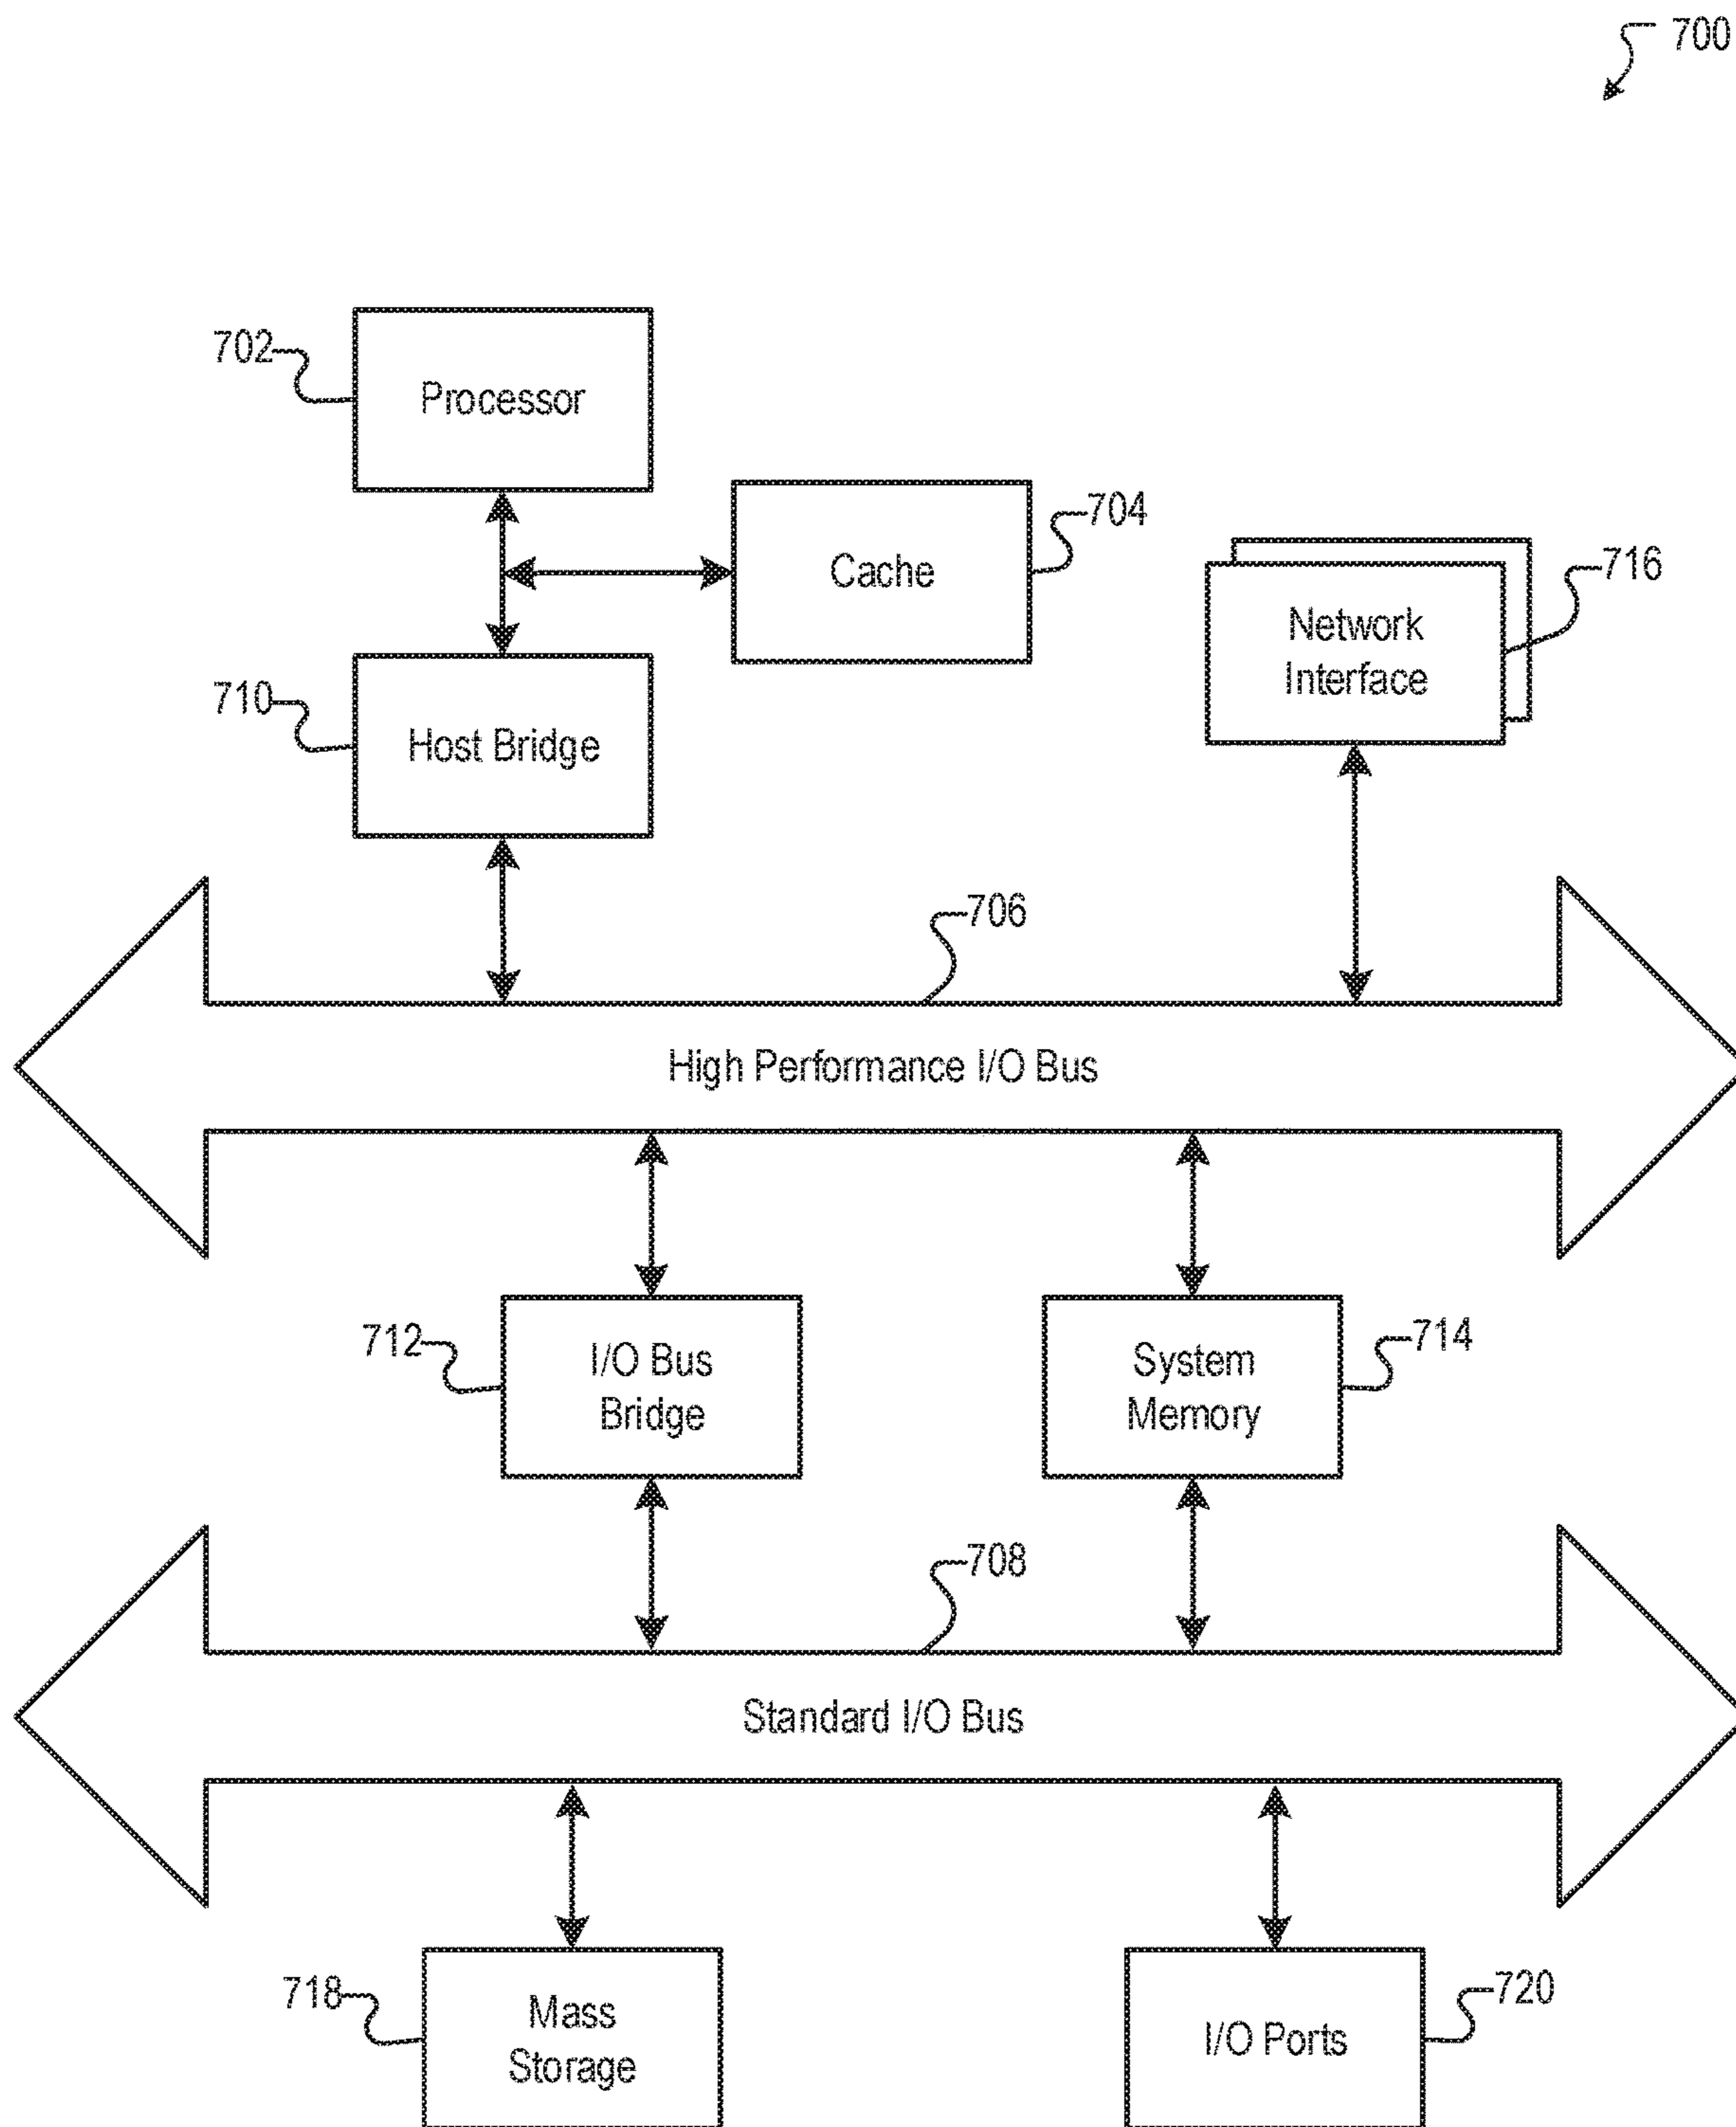 700
702
Processor
704
Cache
716
Network
Interface
710
Host Bridge
706
High Performance I/O Bus
712
I/O Bus
Bridge
714
System
Memory
708
Standard I/O Bus
718
Mass
Storage
720
I/O Ports